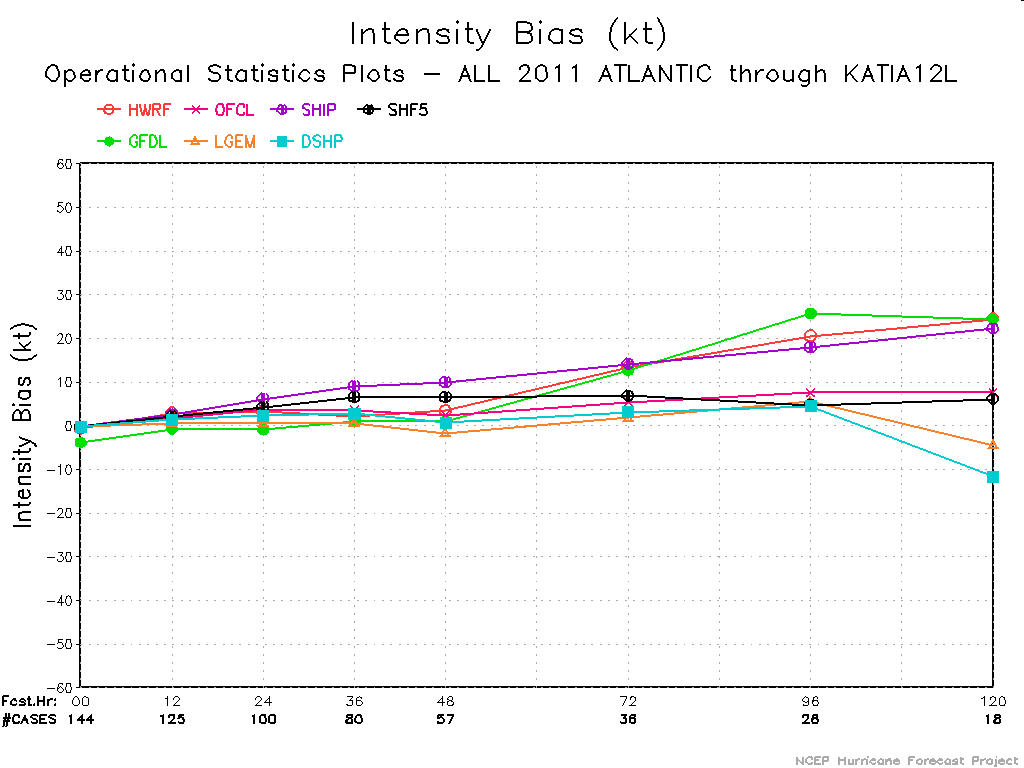 Intensity Bias (kt)
Operational Statistics Plots - ALL 2011 ATLANTIC through KATIA12L
HWRF OFCL SHIP SHF5
GFDL LGEM DSHP
60
50
40
30
20
10
0
-10
-20
-30
-40
-50
-60
Intensity Bias (kt)
Fcst.Hr: 00 12 24 36 48 72 96 120
#CASES 144 125 100 80 57 36 26 18
NCEP Hurricane Forecast Project